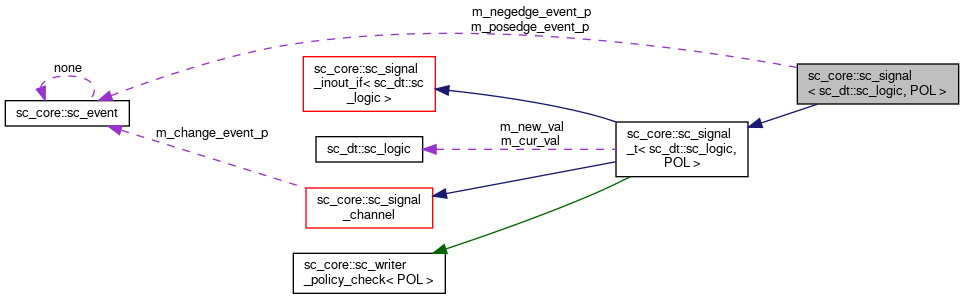 m_negedge_event_p
m_posedge_event_p
none
sc_core::sc_event
m_change_event_p
sc_core::sc_signal
_inout_if< sc_dt::sc
_logic >
sc_dt::sc_logic
m_new_val
m_cur_val
sc_core::sc_signal
_channel
sc_core::sc_writer
_policy_check< POL >
sc_core::sc_signal
_t< sc_dt::sc_logic,
POL >
sc_core::sc_signal
< sc_dt::sc_logic, POL >